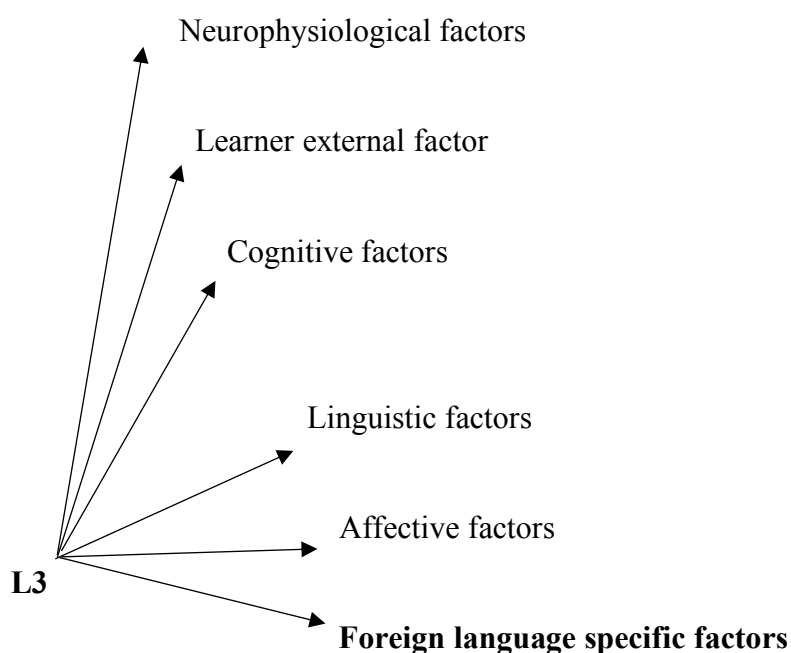 Neurophysiological factors
Learner external factor
Cognitive factors
Linguistic factors
Affective factors
L3
Foreign language specific factors